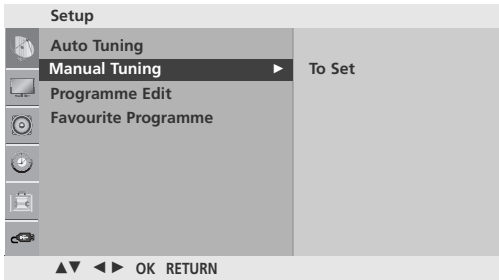 Setup
Auto Tuning
Manual Tuning ► To Set
Programme Edit
Favourite Programme
▲▼ ◄► OK RETURN